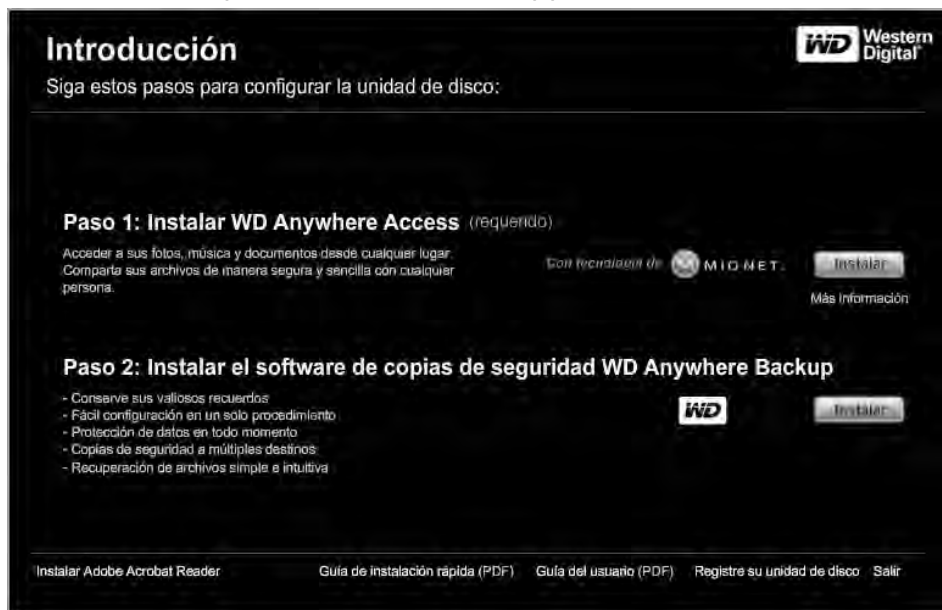 Introducción
WD Western Digital
Siga estos pasos para configurar la unidad de disco:
Paso 1: Instalar WD Anywhere Access (requerido)
Acceder a sus fotos, música y documentos desde cualquier lugar.
Comparta sus archivos de manera segura y sencilla con cualquier
persona.
Con tecnología de MIONET.
Instalar
Más información
Paso 2: Instalar el software de copias de seguridad WD Anywhere Backup
- Conserve sus valiosos recuerdos
- Fácil configuración en un solo procedimiento
- Protección de datos en todo momento
- Copias de seguridad a múltiples destinos
- Recuperación de archivos simple e intuitiva
WD
Instalar
Instalar Adobe Acrobat Reader Guía de instalación rápida (PDF) Guía del usuario (PDF) Registre su unidad de disco Salir